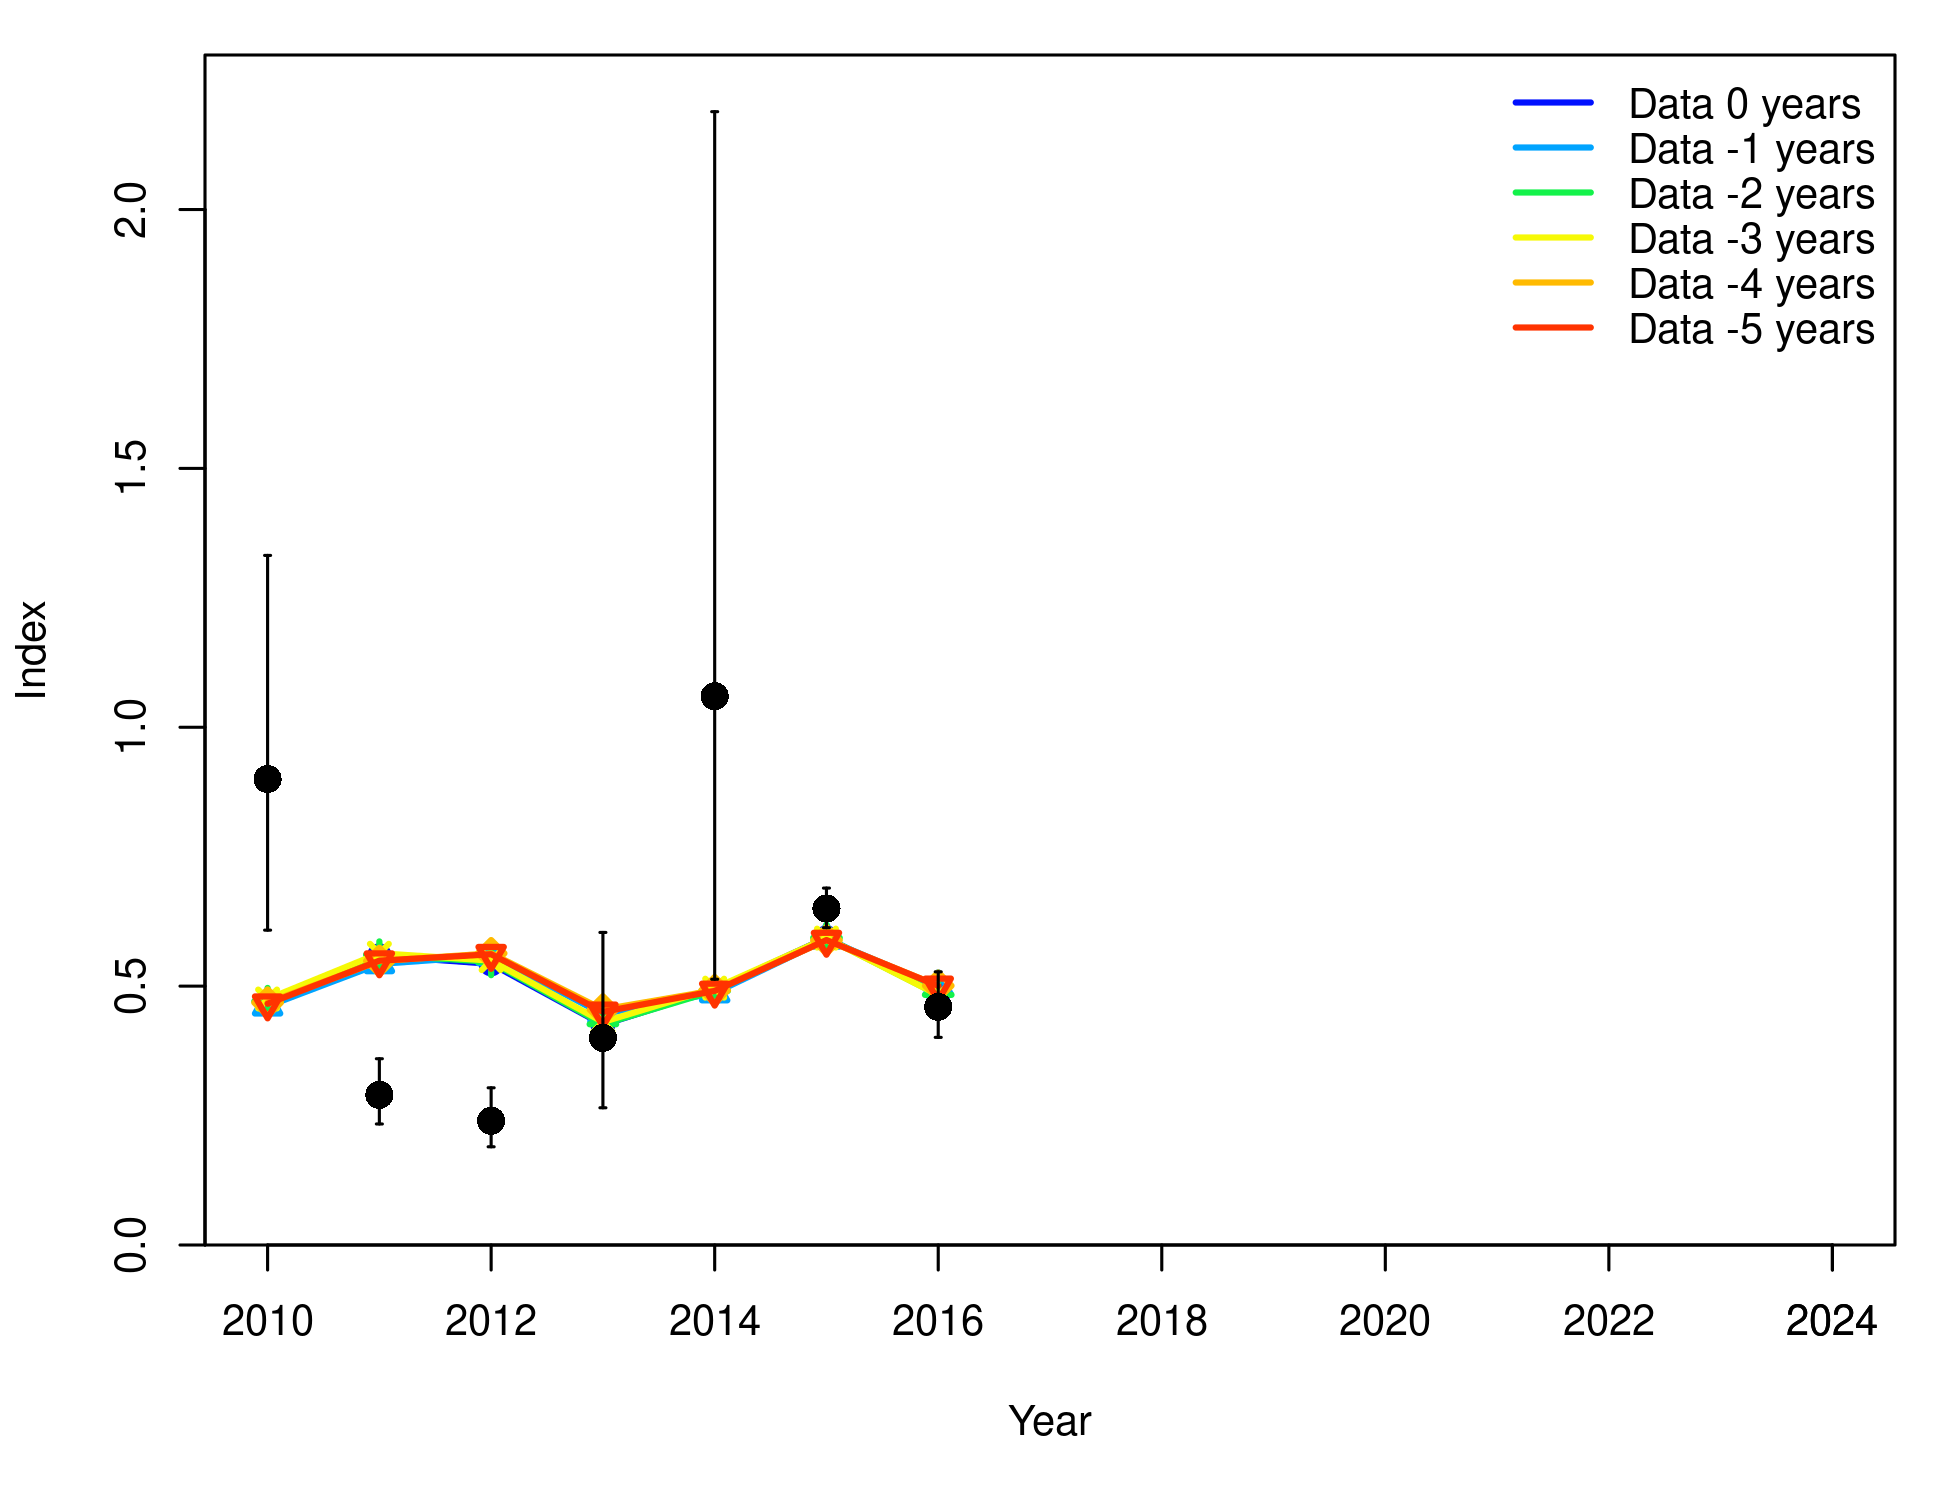 Data 0 years
Data -1 years
Data -2 years
Data -3 years
Data -4 years
Data -5 years
2.0
1.5
1.0
0.5
0.0
Index
2010 2012 2014 2016 2018 2020 2022 2024
Year